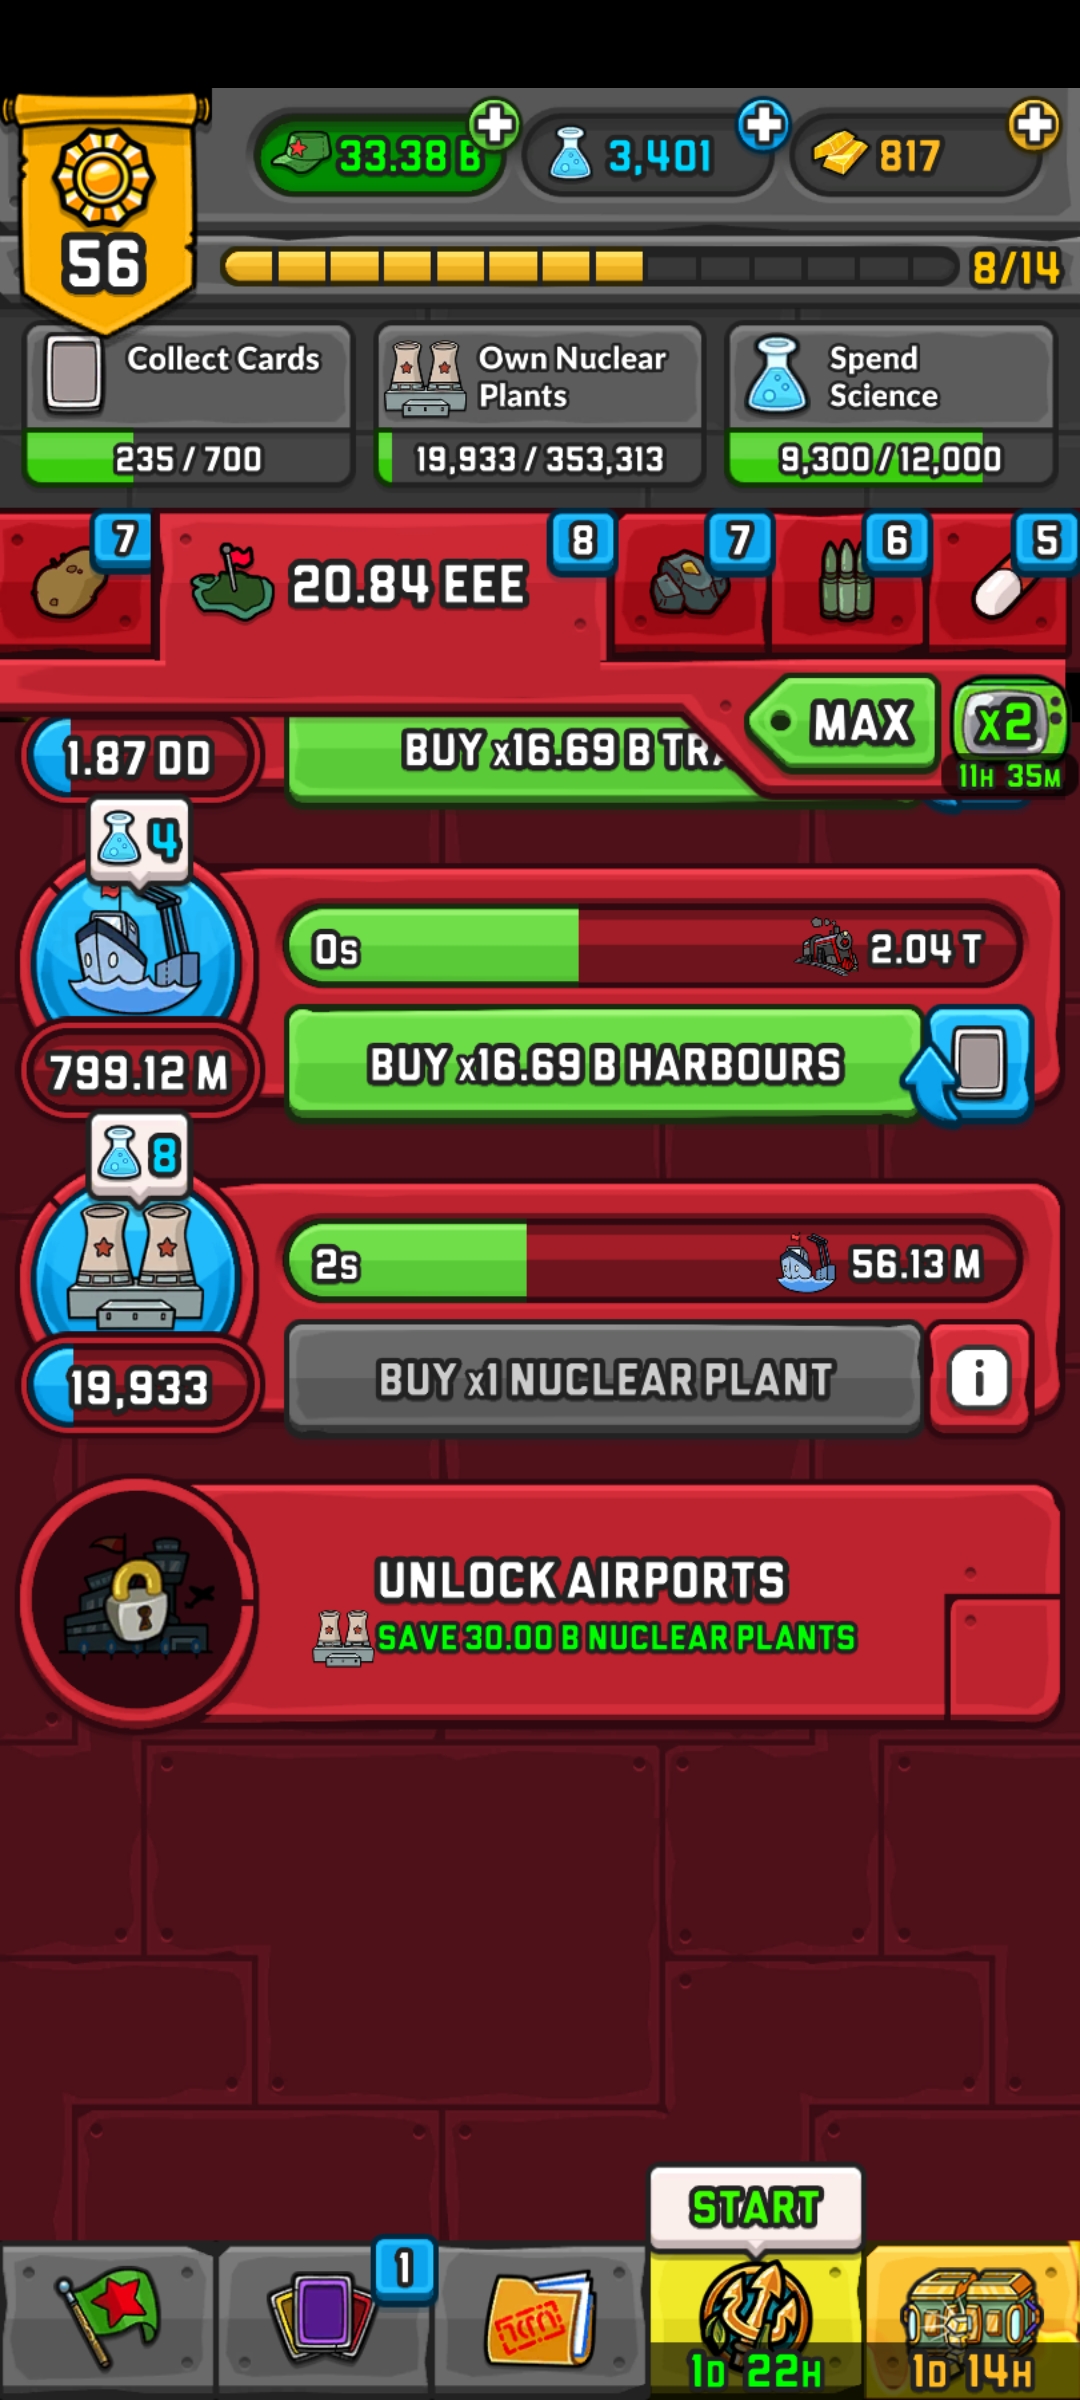 56
33.38 B
3,401
817
8/14
Collect Cards
235 / 700
Own Nuclear
Plants
19,933 / 353,313
Spend
Science
9,300 / 12,000
7
20.84 EEE
8
7
6
5
MAX
x2
11H 35M
1.87 DD
BUY x16.69 B
4
0s
2.04 T
799.12 M
BUY x16.69 B HARBOURS
8
2s
56.13 M
19,933
BUY x1 NUCLEAR PLANT
i
UNLOCK AIRPORTS
SAVE 30.00 B NUCLEAR PLANTS
START
1
1D 22H
1D 14H